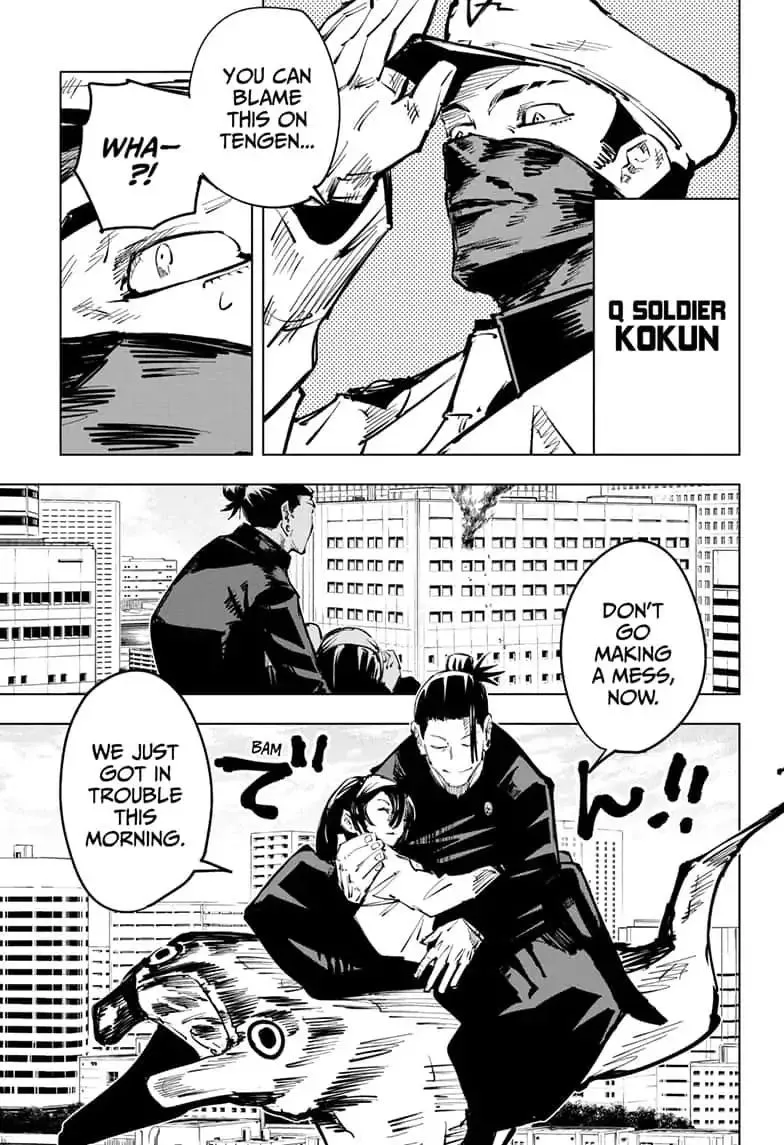 Q SOLDIER
KOKUN
YOU CAN
BLAME
THIS ON
TENGEN...
WHA—
?!
DON'T
GO
MAKING
A MESS,
NOW.
BAM
でん!!
WE JUST
GOT IN
TROUBLE
THIS
MORNING.